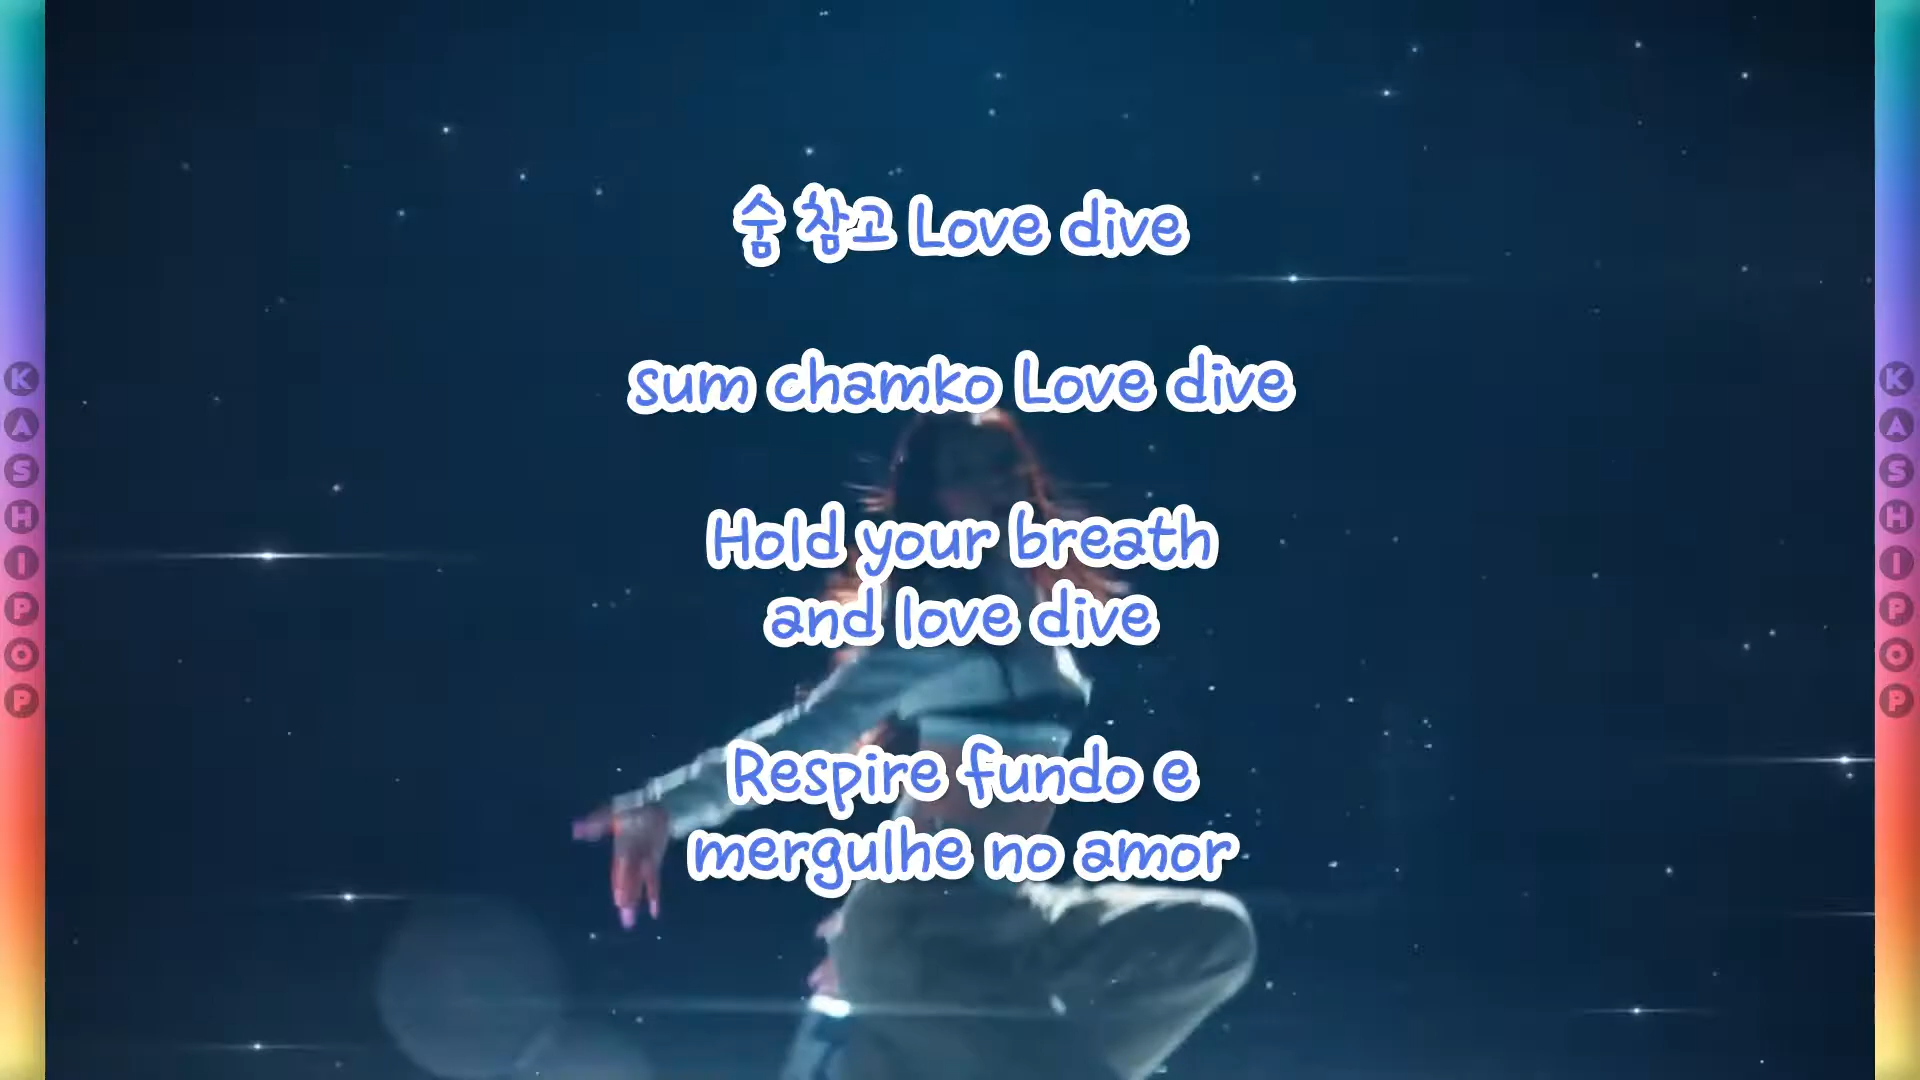 숨 참고 Love dive
sum chamko Love dive
Hold your breath
and love dive
Respire fundo e
mergulhe no amor
KASHIPOP
KASHIPOP